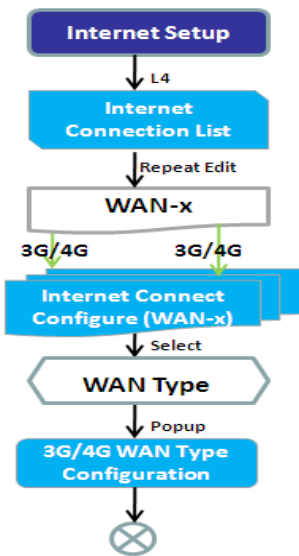 Internet Setup
L4
Internet
Connection List
Repeat Edit
WAN-x
3G/4G 3G/4G
Internet Connect
Configure (WAN-x)
Select
WAN Type
Popup
3G/4G WAN Type
Configuration